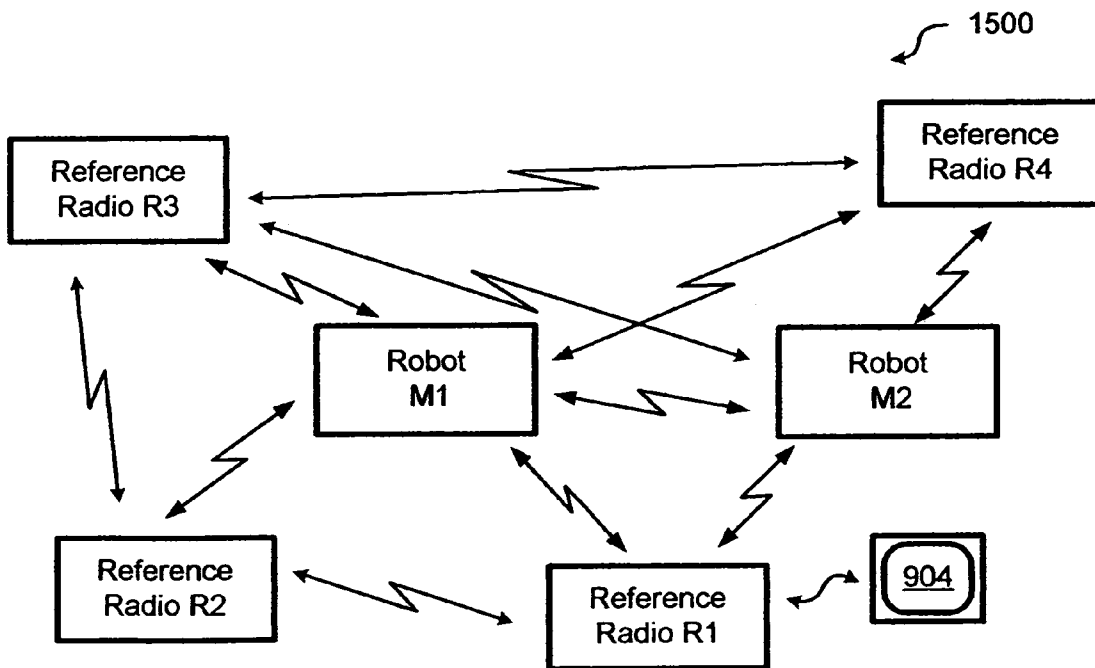 1500
Reference
Radio R4
Reference
Radio R3
Robot
M1
Robot
M2
Reference
Radio R2
Reference
Radio R1
904